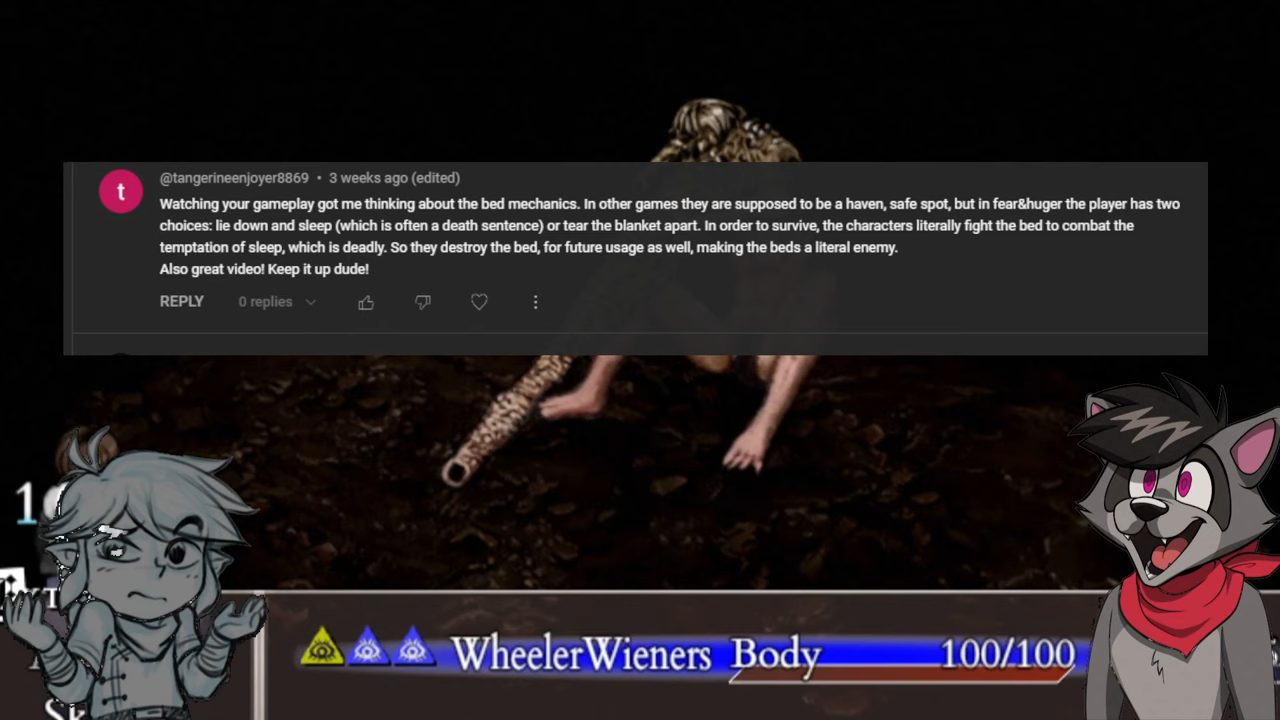 t
@tangerineenjoyer8869 • 3 weeks ago (edited)
Watching your gameplay got me thinking about the bed mechanics. In other games they are supposed to be a haven, safe spot, but in fear&huger the player has two
choices: lie down and sleep (which is often a death sentence) or tear the blanket apart. In order to survive, the characters literally fight the bed to combat the
temptation of sleep, which is deadly. So they destroy the bed, for future usage as well, making the beds a literal enemy.
Also great video! Keep it up dude!
REPLY 0 replies
WheelerWieners Body 100/100
Sk